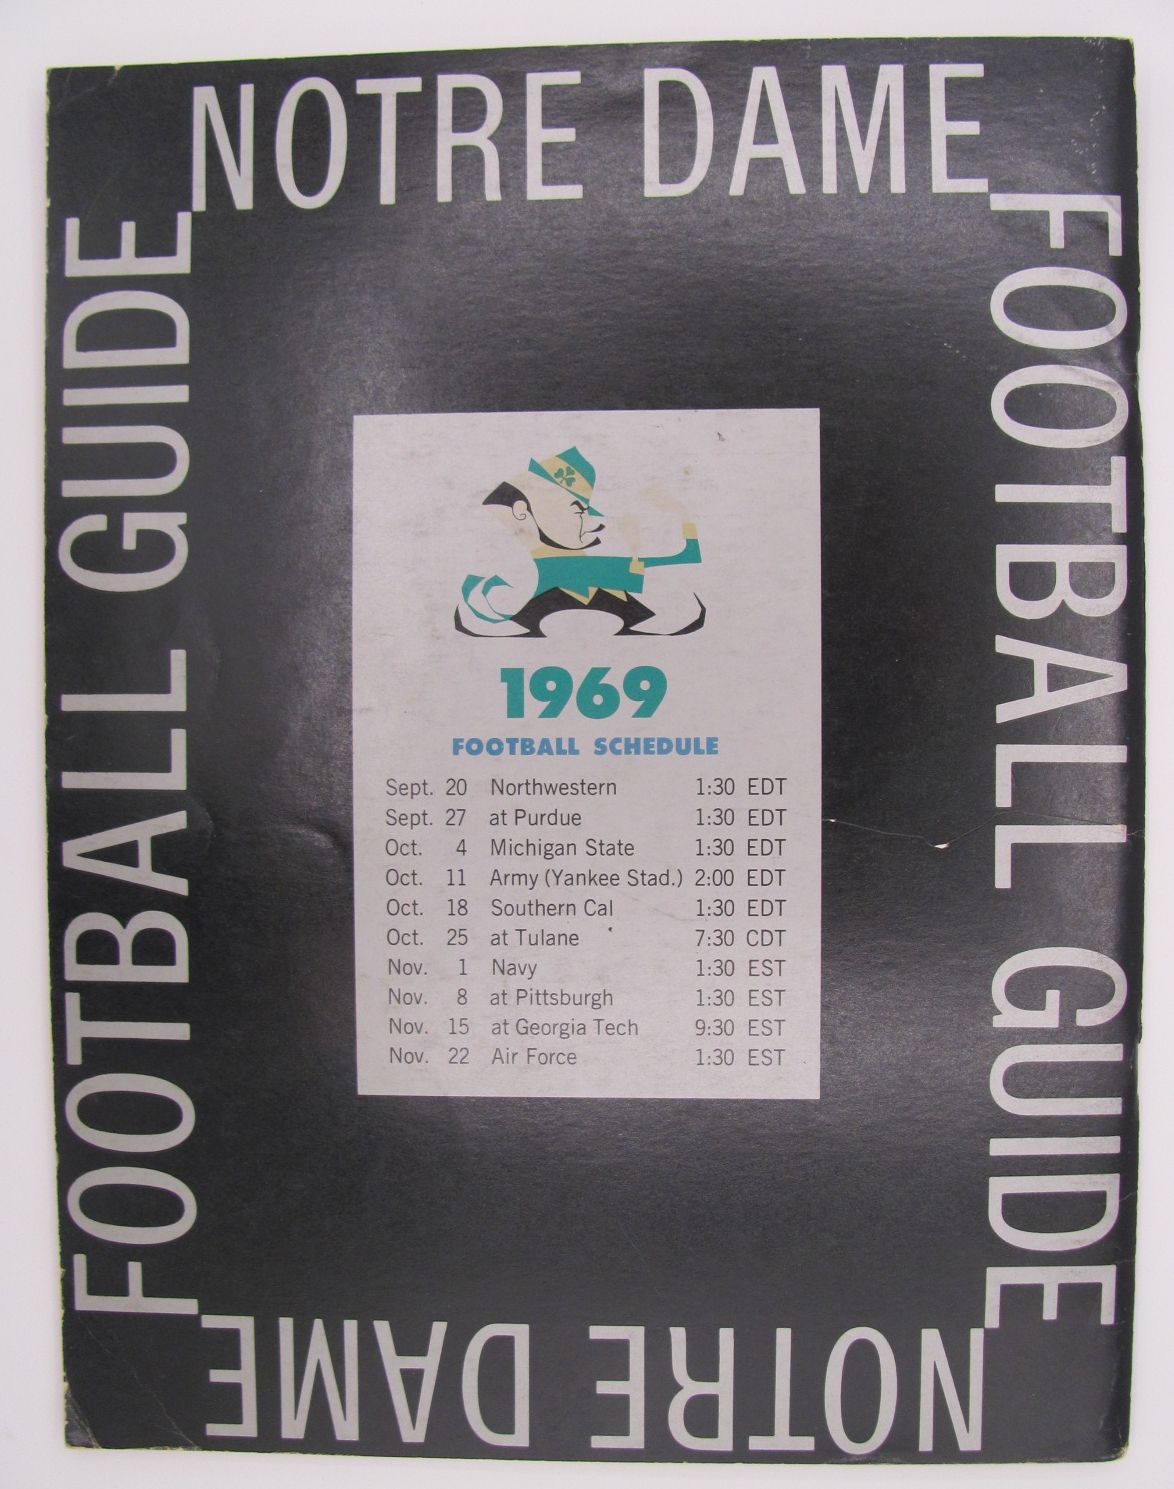 NOTRE DAME
FOOTBALL GUIDE
NOTRE DAME
FOOTBALL GUIDE
1969
FOOTBALL SCHEDULE
Sept. 20 Northwestern 1:30 EDT
Sept. 27 at Purdue 1:30 EDT
Oct. 4 Michigan State 1:30 EDT
Oct. 11 Army (Yankee Stad.) 2:00 EDT
Oct. 18 Southern Cal 1:30 EDT
Oct. 25 at Tulane 7:30 CDT
Nov. 1 Navy 1:30 EST
Nov. 8 at Pittsburgh 1:30 EST
Nov. 15 at Georgia Tech 9:30 EST
Nov. 22 Air Force 1:30 EST